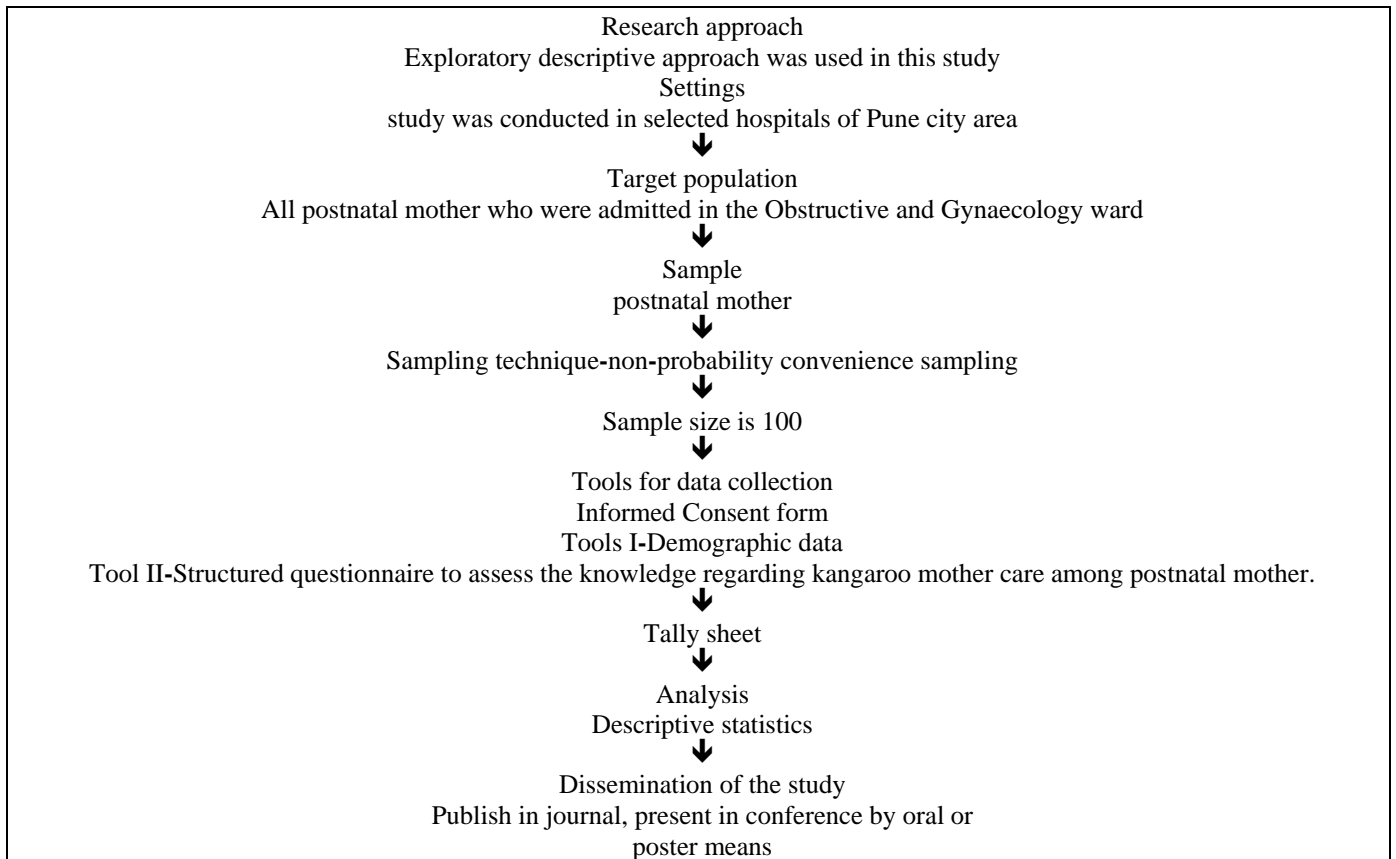 Research approach
Exploratory descriptive approach was used in this study
Settings
study was conducted in selected hospitals of Pune city area
Target population
All postnatal mother who were admitted in the Obstructive and Gynaecology ward
Sample
postnatal mother
Sampling technique-non-probability convenience sampling
Sample size is 100
Tools for data collection
Informed Consent form
Tools I-Demographic data
Tool II-Structured questionnaire to assess the knowledge regarding kangaroo mother care among postnatal mother.
Tally sheet
Analysis
Descriptive statistics
Dissemination of the study
Publish in journal, present in conference by oral or
poster means